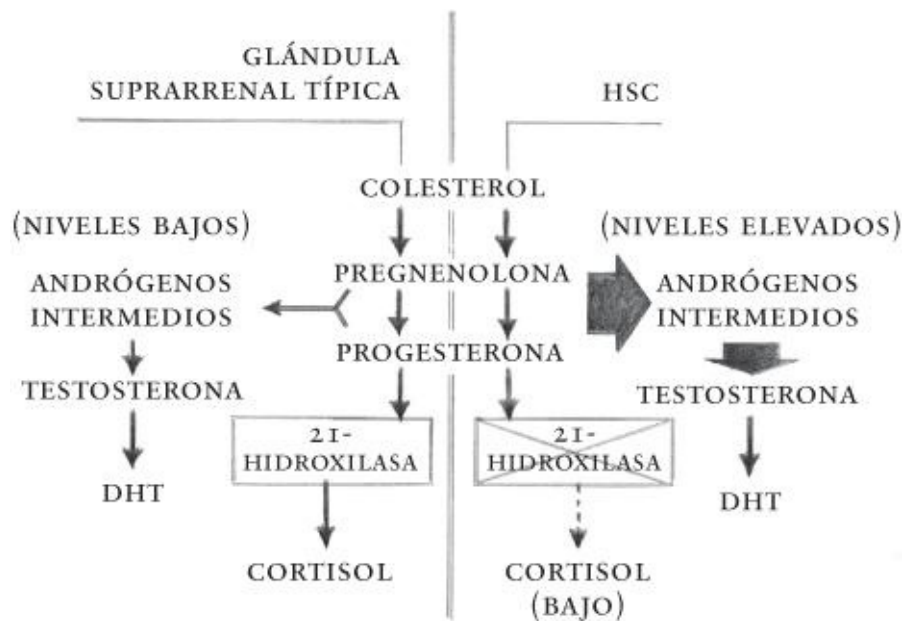 GLÁNDULA
SUPRARRENAL TÍPICA
HSC
COLESTEROL
(NIVELES BAJOS)
(NIVELES ELEVADOS)
PREGNENOLONA
ANDRÓGENOS
INTERMEDIOS
ANDRÓGENOS
INTERMEDIOS
PROGESTERONA
TESTOSTERONA
TESTOSTERONA
21-
HIDROXILASA
21-
HIDROXILASA
DHT
DHT
CORTISOL
CORTISOL
(BAJO)